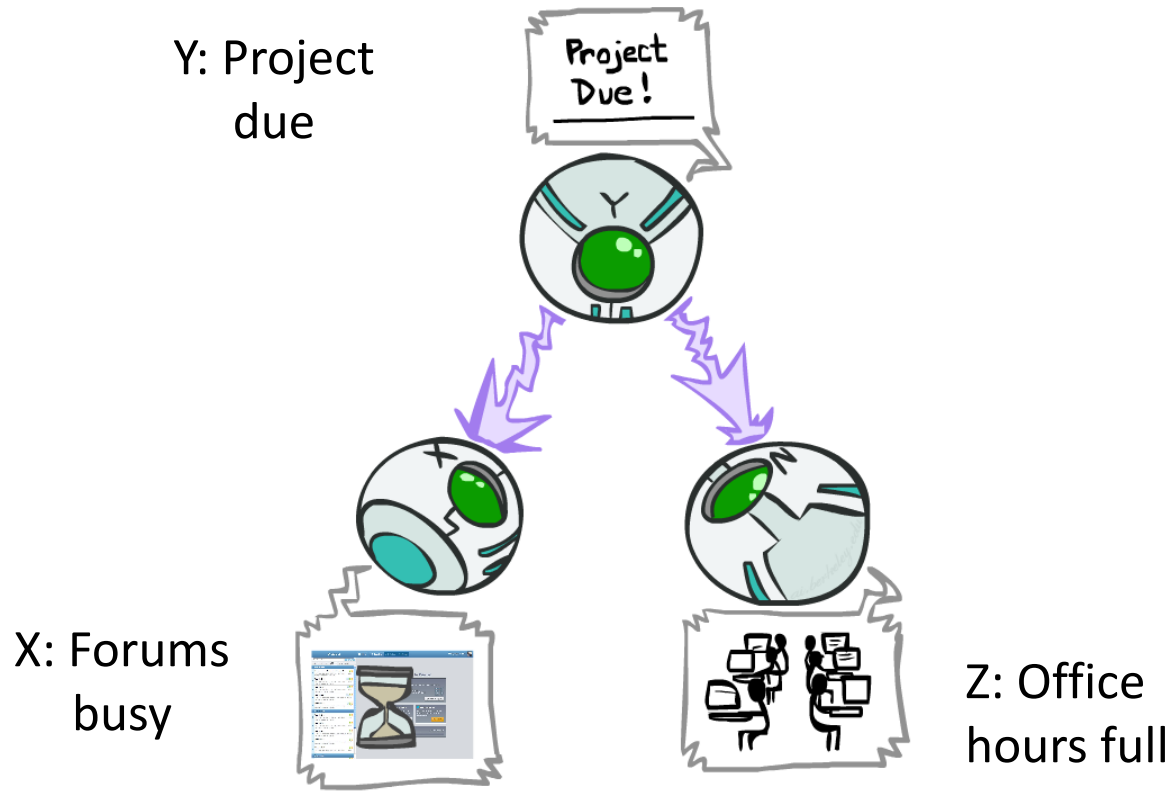 Y: Project
due
Project
Due!
Y
X
Z
X: Forums
busy
Z: Office
hours full